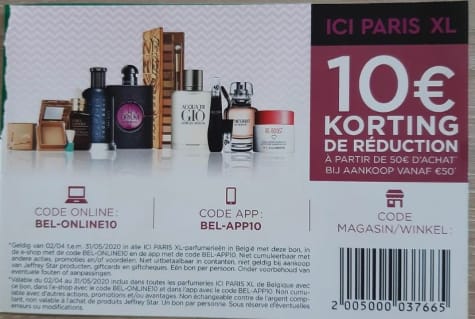 ICI PARIS XL
10€
KORTING
DE RÉDUCTION
À PARTIR DE 50€ D'ACHAT*
BIJ AANKOOP VANAF €50*
ACQUA
DI
GIÒ
CODE ONLINE:
BEL-ONLINE10
CODE APP:
BEL-APP10
CODE
MAGASIN/WINKEL:
*Geldig van 02/04 t.e.m. 31/05/2020 in alle ICI PARIS XL-parfumerieën in België met deze bon, in
de e-shop met de code BEL-ONLINE10 en de app met de code BEL-APP10. Niet cumuleerbaar met
andere acties, promoties en/of voordelen. Niet uitbetaalbaar in contanten, niet geldig bij aankoop
van Jeffrey Star producten, giftcards en giftcheques. Eén bon per persoon. Onder voorbehoud van
eventuele fouten of aanpassingen.
*Valable du 02/04 au 31/05/2020 inclus dans toutes les parfumeries ICI PARIS XL de Belgique avec
ce bon, dans l'e-shop avec le code BEL-ONLINE10 et dans l'app avec le code BEL-APP10. Non cumu-
lable avec d'autres actions, promotions et/ou avantages. Non échangeable contre de l'argent comp-
tant, non valable à l'achat de produits Jeffrey Star. Un bon par personne. Sous réserve d'éventuelles
erreurs ou modifications.
2 005000 037665